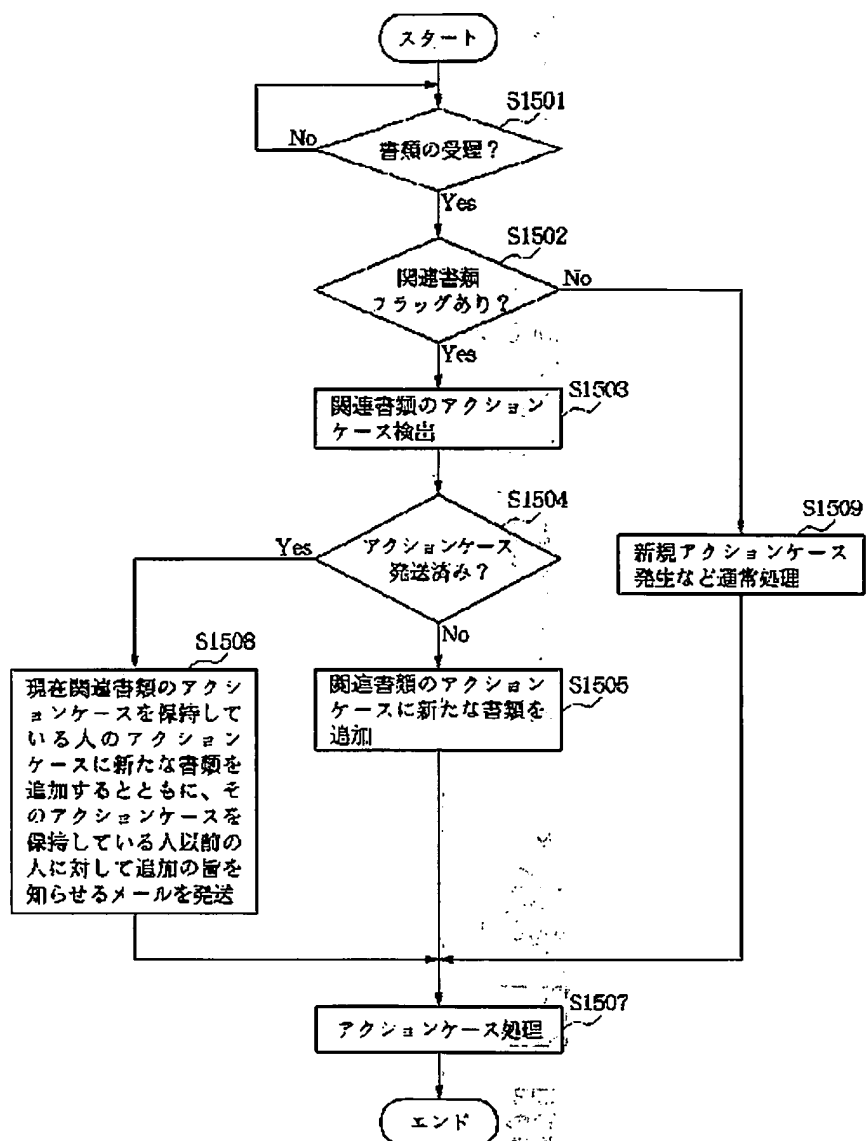 スタート
S1501
書類の受理？
No
Yes
S1502
関連書類
フラッグあり？
No
Yes
S1503
関連書類のアクション
ケース検出
S1504
アクションケース
発送済み？
Yes
No
S1509
新規アクションケース
発生など通常処理
S1508
現在関連書類のアクシ
ョンケースを保持して
いる人のアクション
ケースに新たな書類を
追加するとともに、そ
のアクションケースを
保持している人以前の
人に対して追加の旨を
知らせるメールを発送
S1505
関連書類のアクション
ケースに新たな書類を
追加
S1507
アクションケース処理
エンド